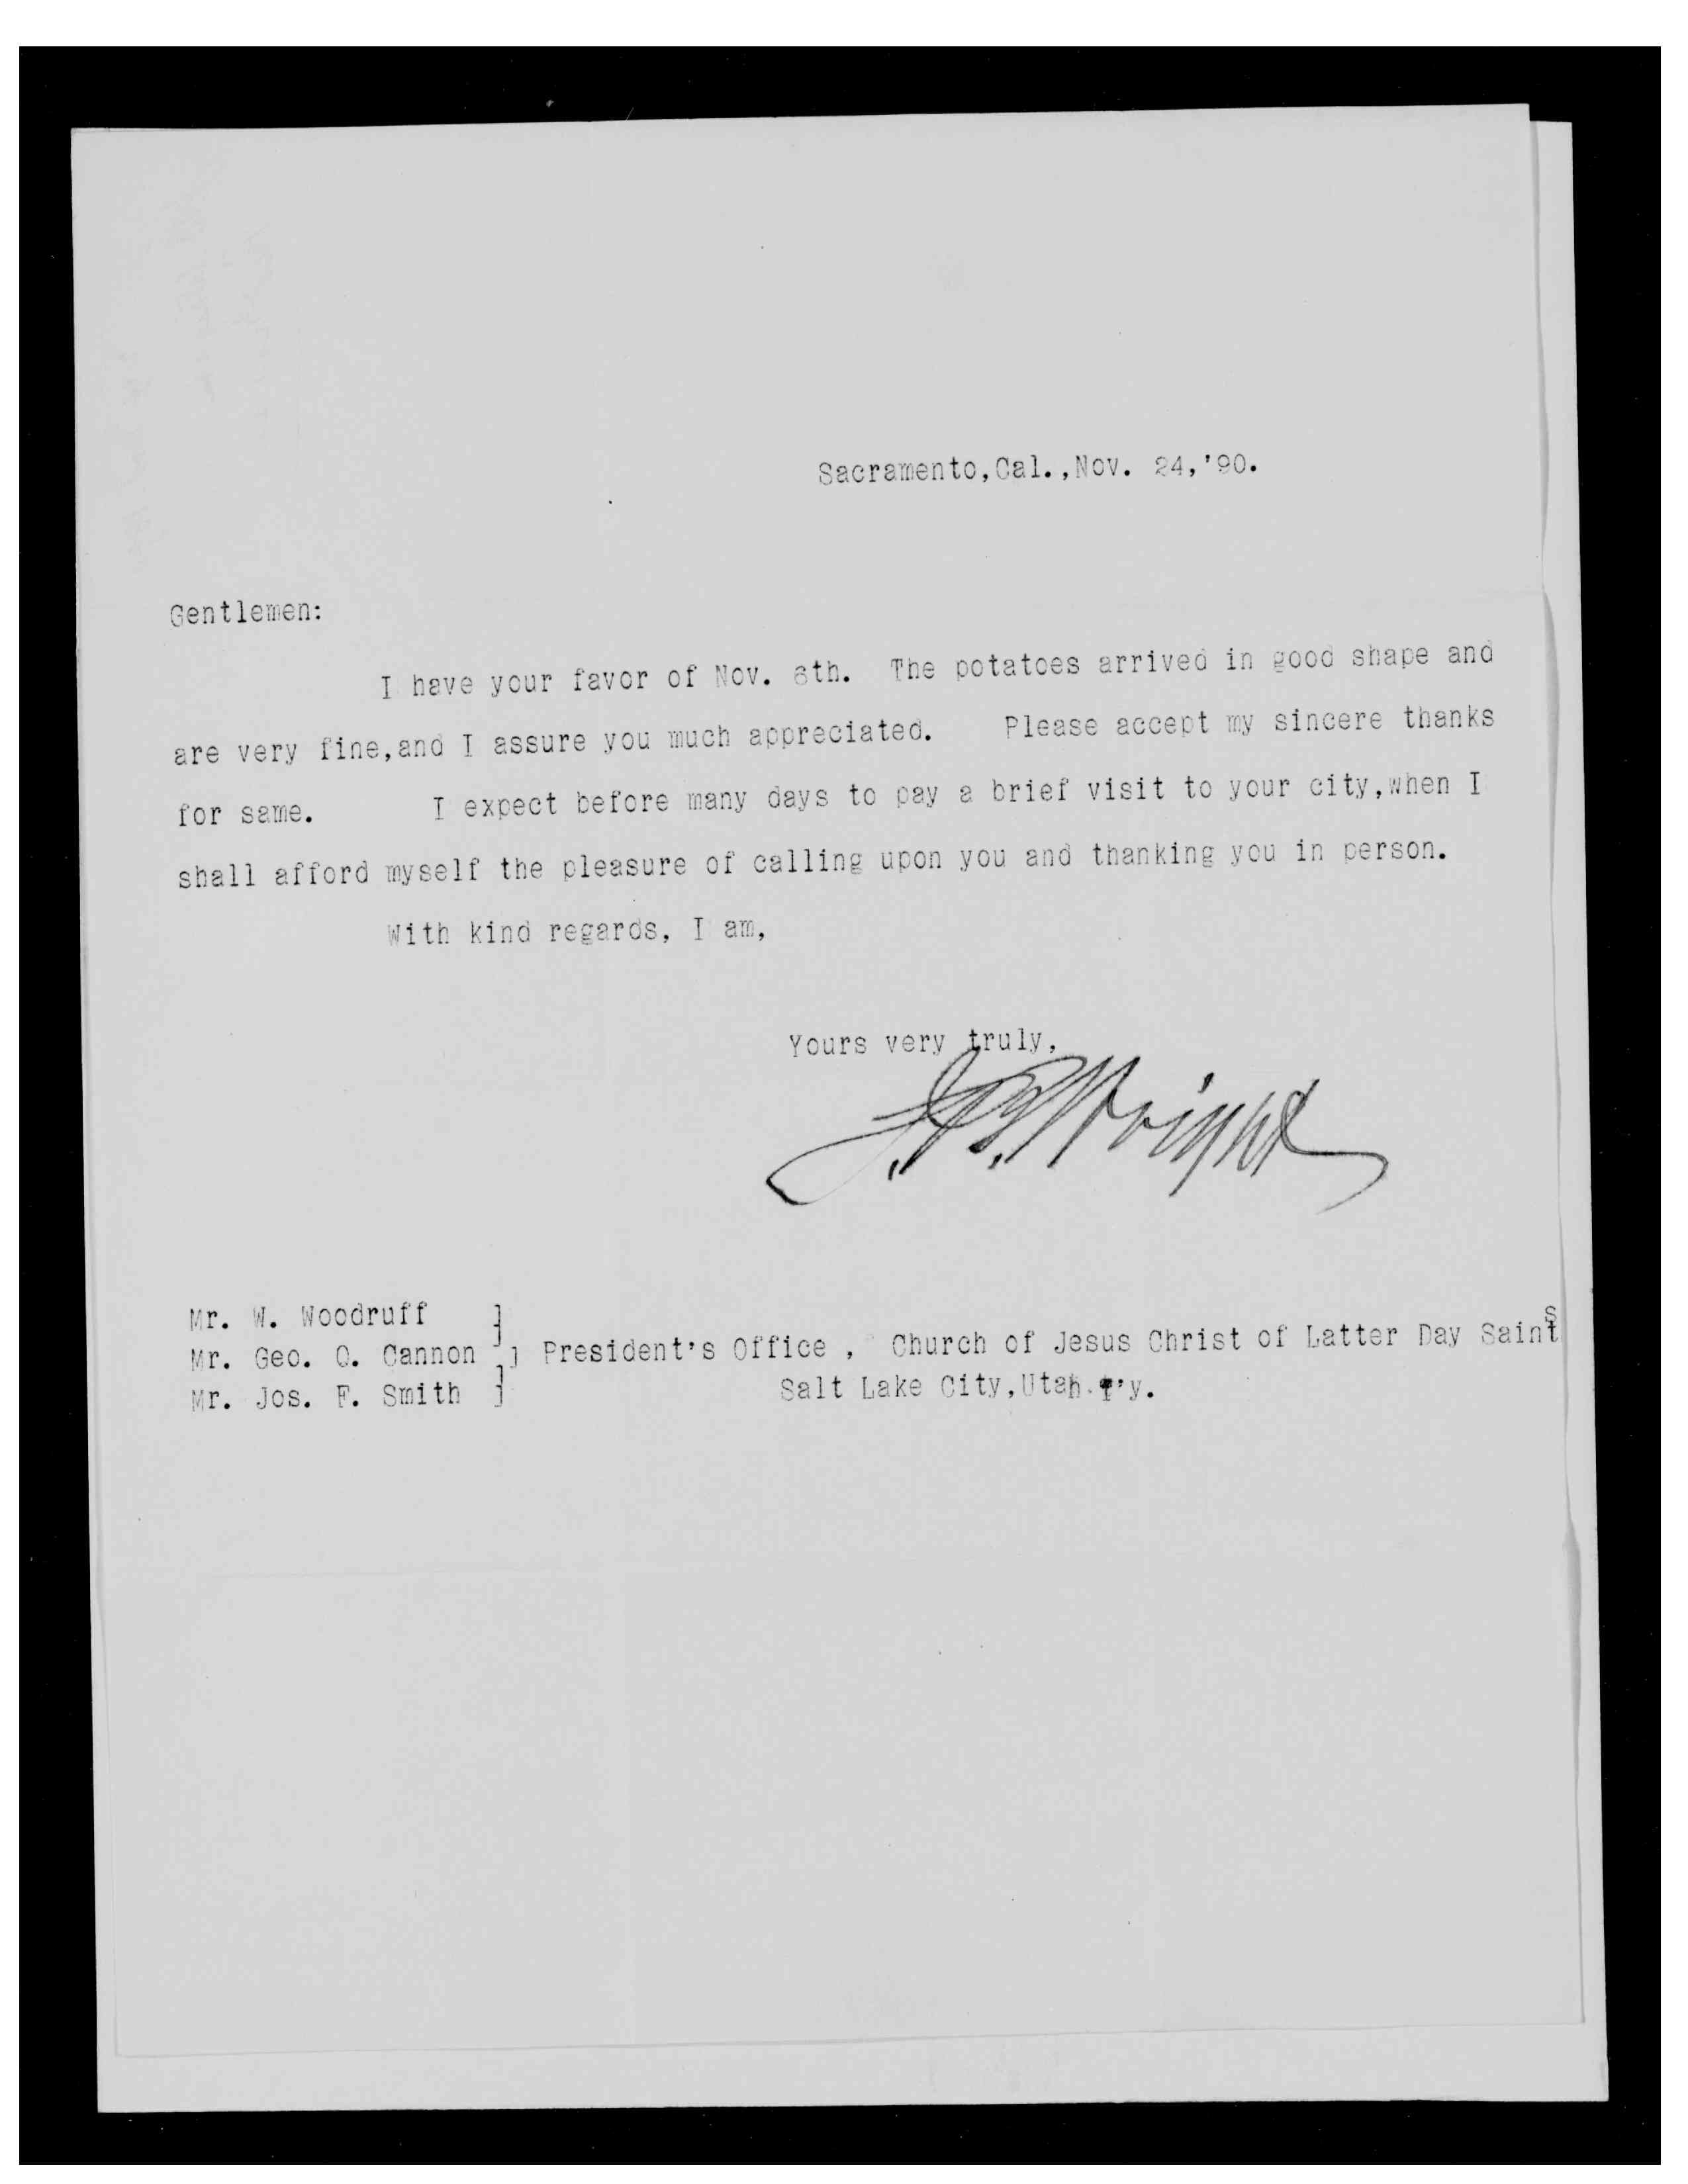 Sacramento,Cal.,Nov. 24,'90.
Gentlemen:
I have your favor of Nov. 6th. The potatoes arrived in good shape and
are very fine,and I assure you much appreciated. Please accept my sincere thanks
for same. I expect before many days to pay a brief visit to your city,when I
shall afford myself the pleasure of calling upon you and thanking you in person.
With kind regards, I am,
Yours very truly,
J.B.Wright
Mr. W. Woodruff ]
Mr. Geo. Q. Cannon ] President's Office , Church of Jesus Christ of Latter Day Saints
Mr. Jos. F. Smith ] Salt Lake City,Utah.T'y.